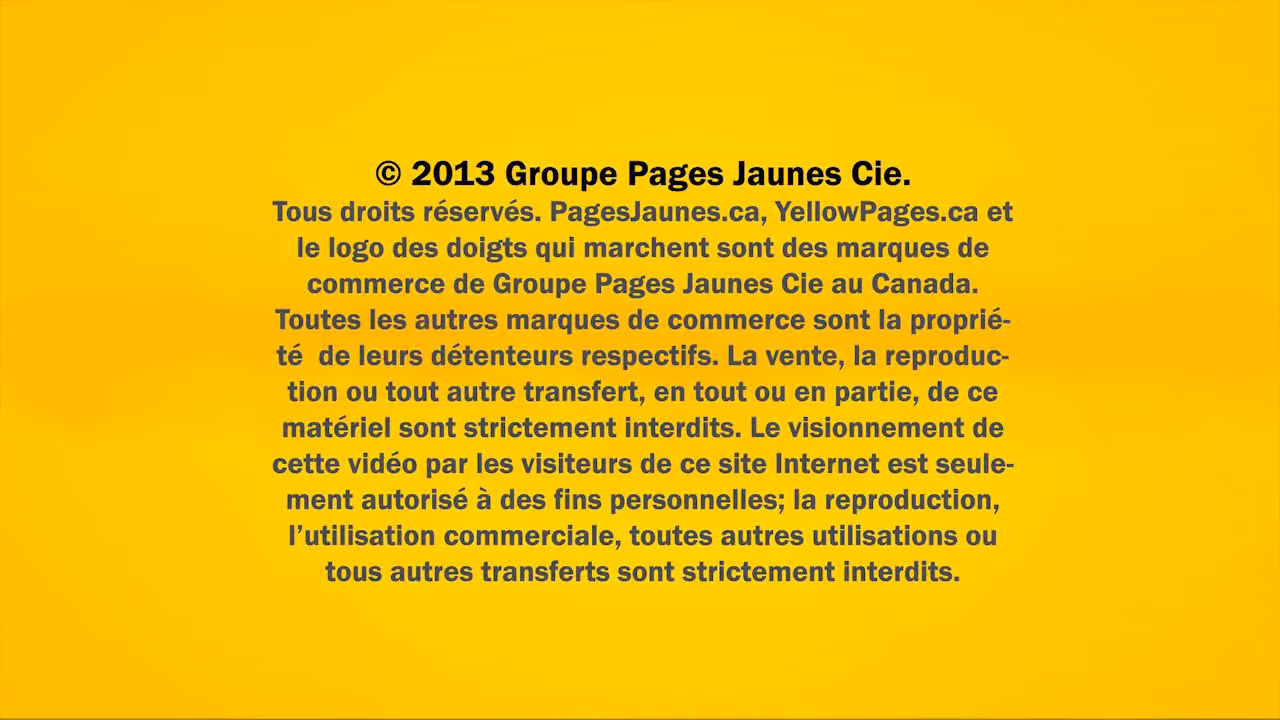 © 2013 Groupe Pages Jaunes Cie.
Tous droits réservés. PagesJaunes.ca, YellowPages.ca et
le logo des doigts qui marchent sont des marques de
commerce de Groupe Pages Jaunes Cie au Canada.
Toutes les autres marques de commerce sont la proprié-
té  de leurs détenteurs respectifs. La vente, la reproduc-
tion ou tout autre transfert, en tout ou en partie, de ce
matériel sont strictement interdits. Le visionnement de
cette vidéo par les visiteurs de ce site Internet est seule-
ment autorisé à des fins personnelles; la reproduction,
l’utilisation commerciale, toutes autres utilisations ou
tous autres transferts sont strictement interdits.